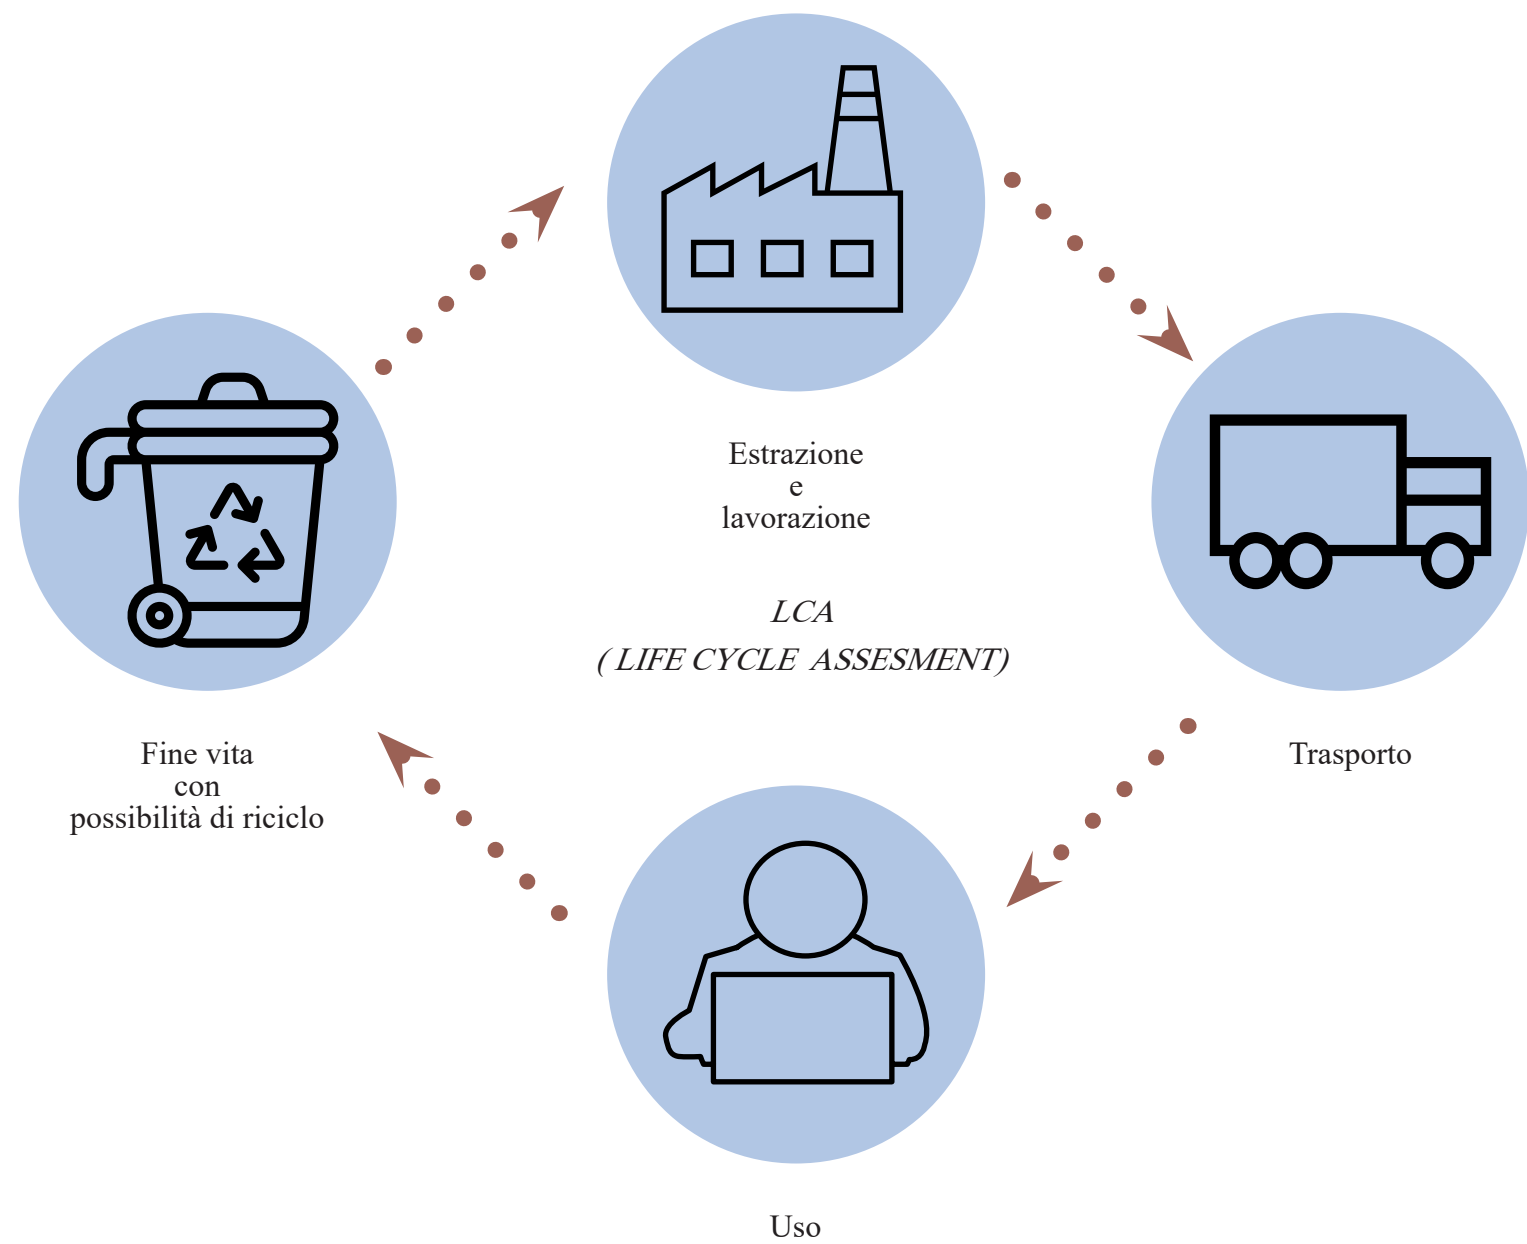 Estrazione
e
lavorazione
LCA
( LIFE CYCLE ASSESMENT)
Fine vita
con
possibilità di riciclo
Trasporto
Uso